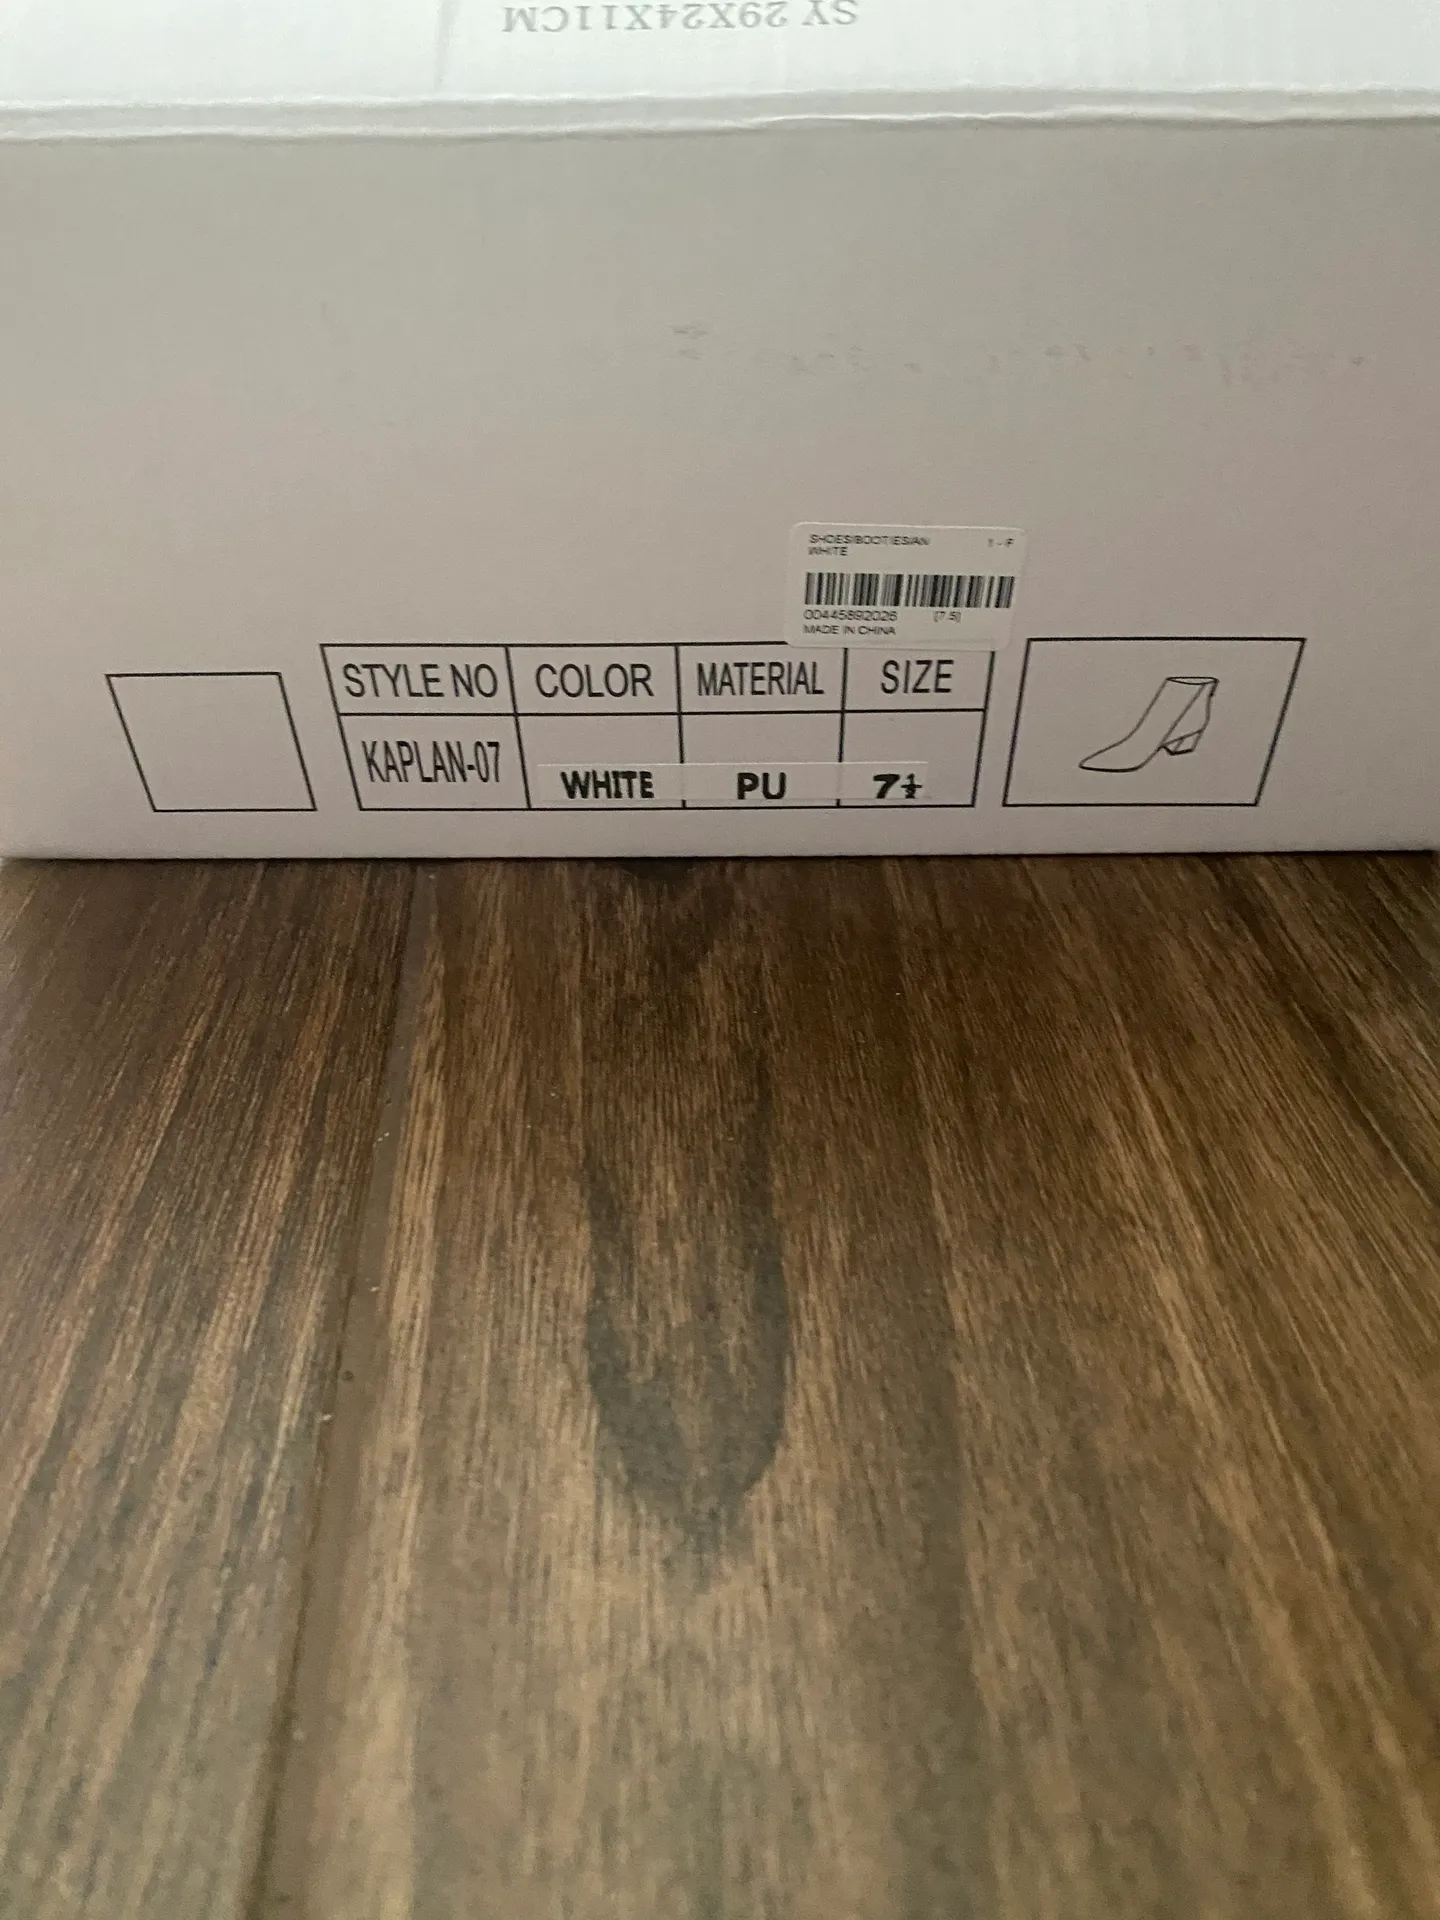 SY 29X24X11CM
SHOES/BOOTIES/AN 1 - F
WHITE
00445892026 (7.5)
MADE IN CHINA
STYLE NO COLOR MATERIAL SIZE
KAPLAN-07 WHITE PU 7½